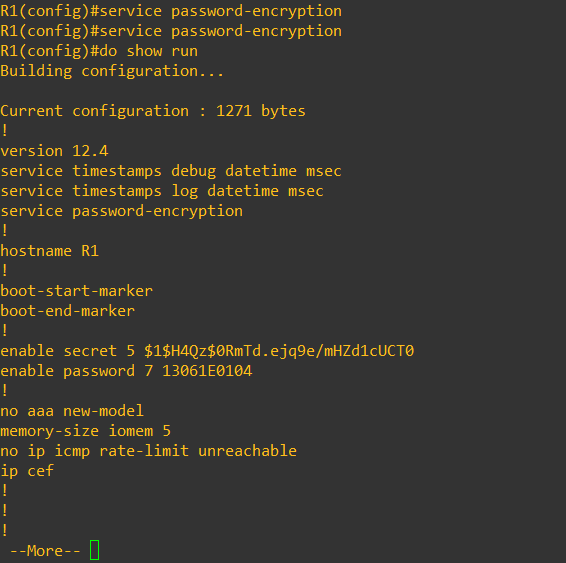 R1(config)#service password-encryption
R1(config)#service password-encryption
R1(config)#do show run
Building configuration...
Current configuration : 1271 bytes
!
version 12.4
service timestamps debug datetime msec
service timestamps log datetime msec
service password-encryption
!
hostname R1
!
boot-start-marker
boot-end-marker
!
enable secret 5 $1$H4Qz$0RmTd.ejq9e/mHZd1cUCT0
enable password 7 13061E0104
!
no aaa new-model
memory-size iomem 5
no ip icmp rate-limit unreachable
ip cef
!
!
!
--More--